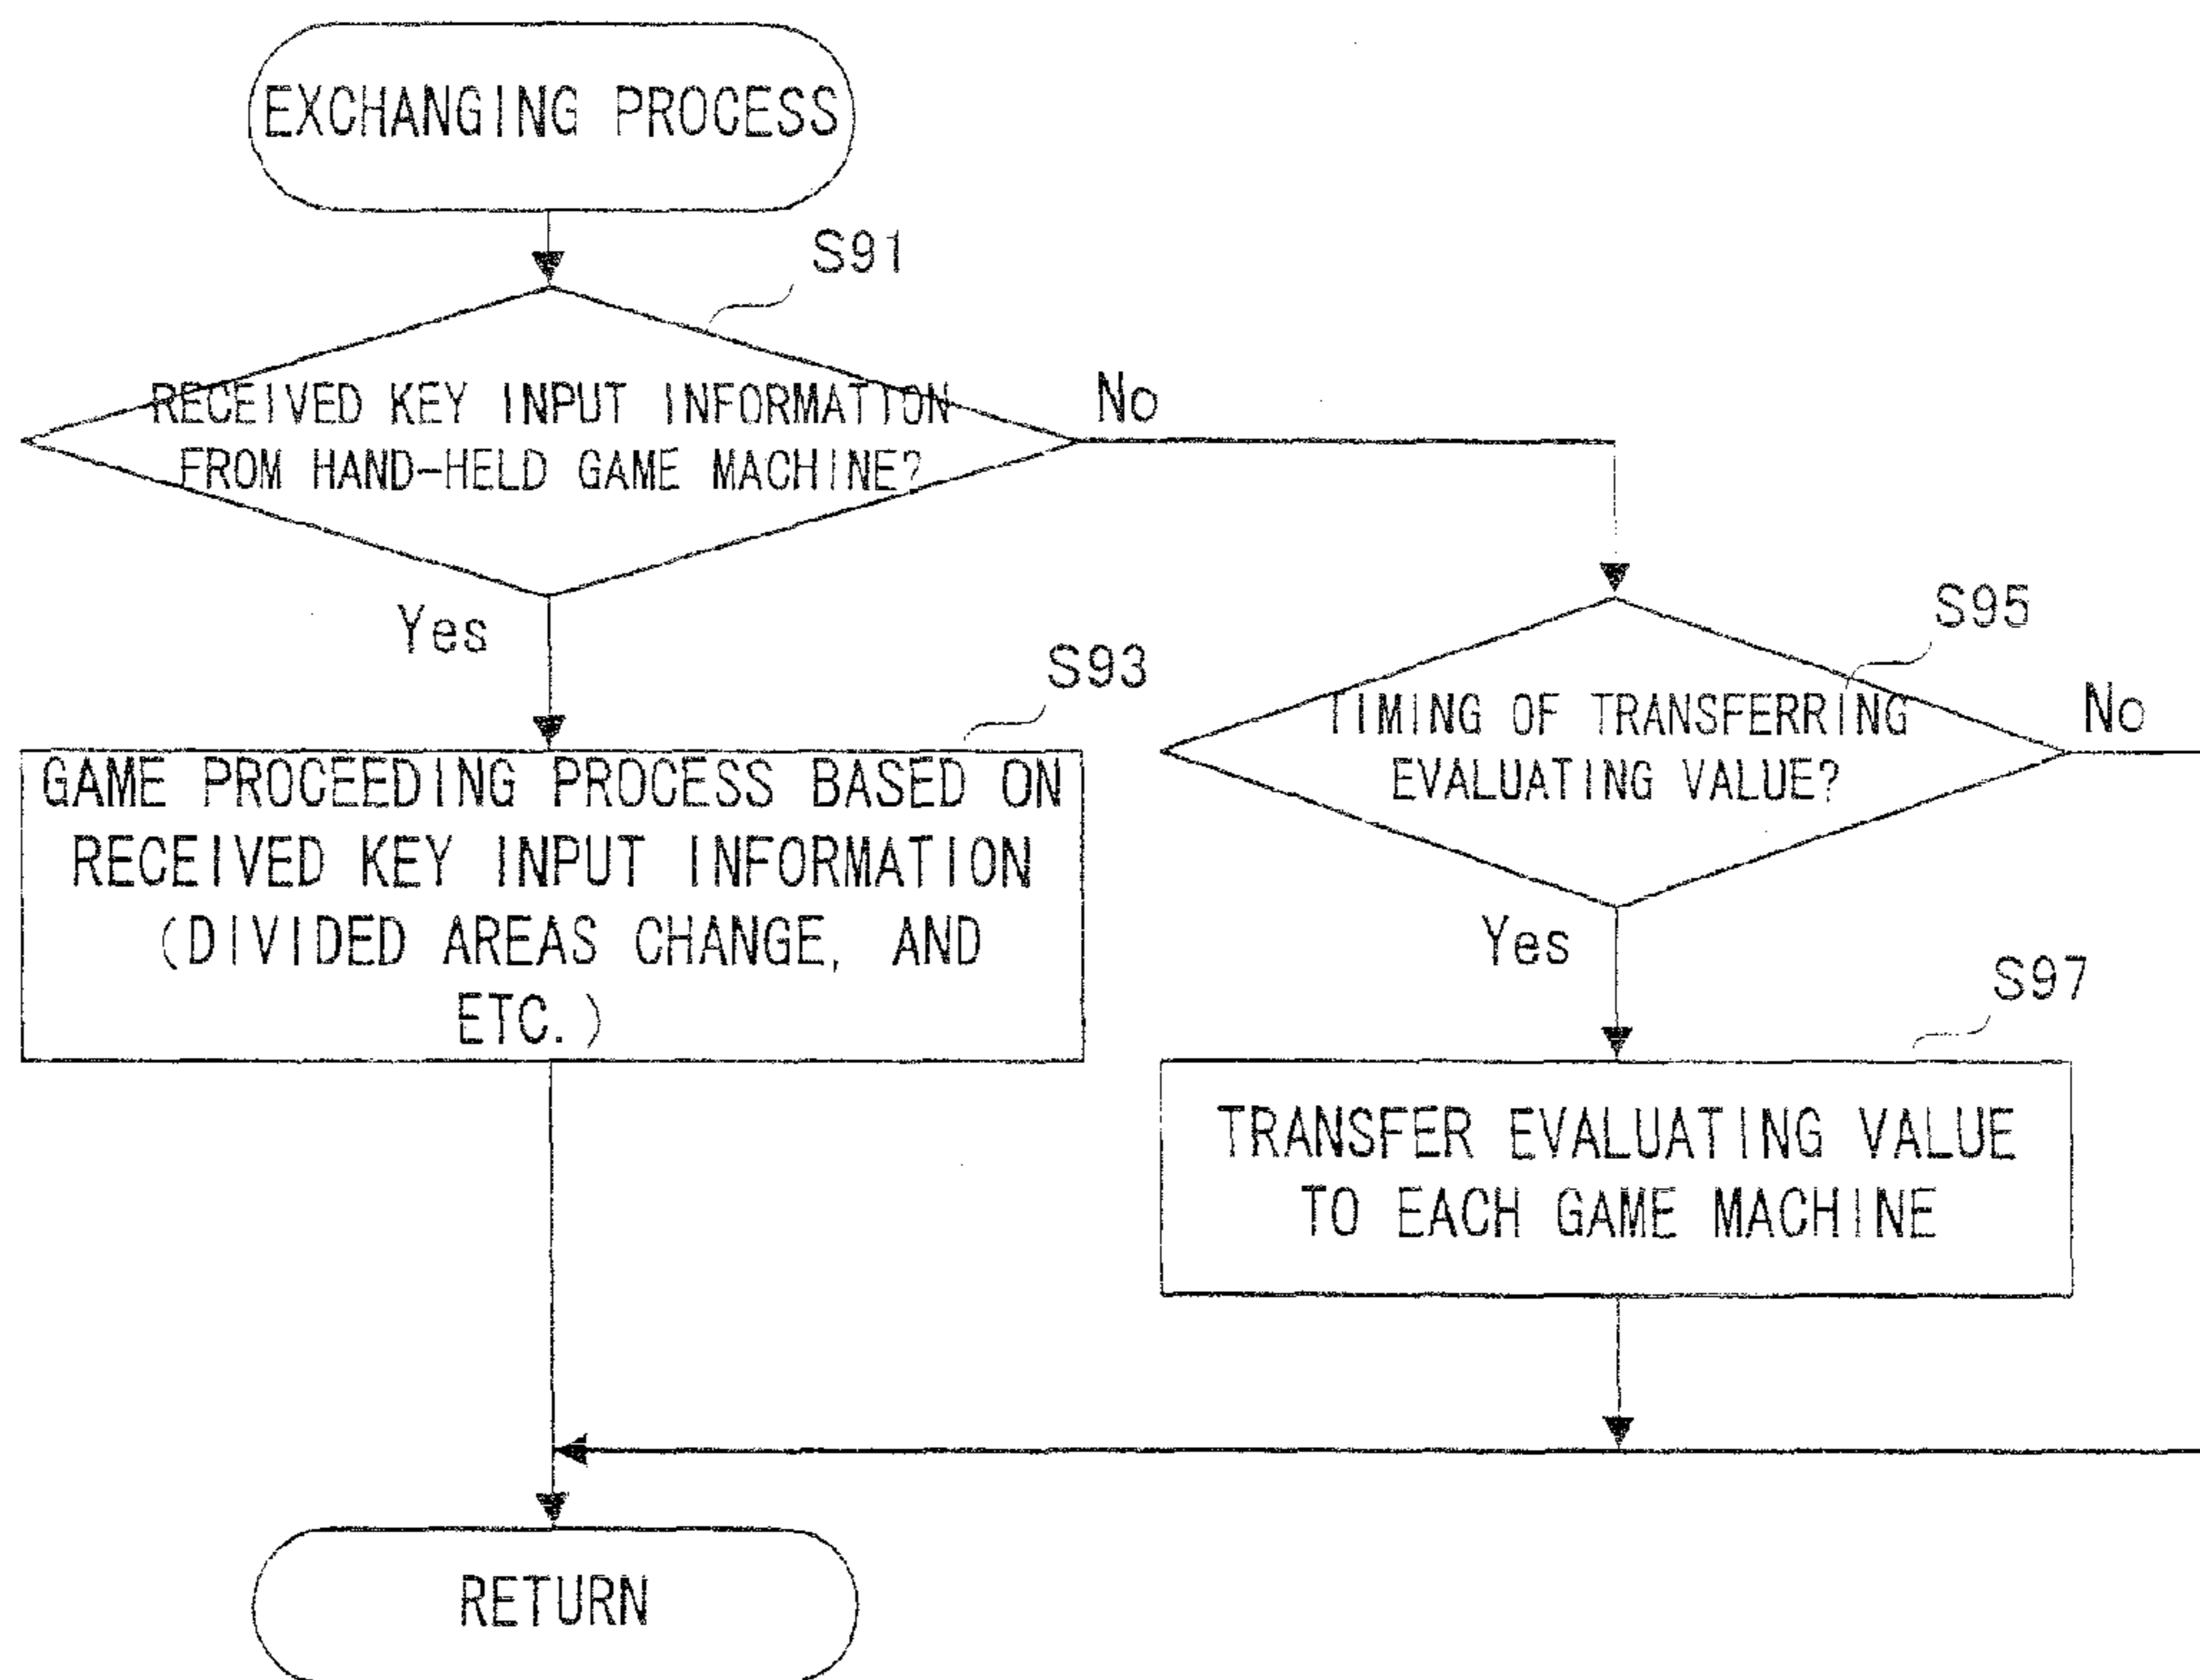 EXCHANGING PROCESS
S91
RECEIVED KEY INPUT INFORMATION
FROM HAND-HELD GAME MACHINE?
No
Yes
S93
GAME PROCEEDING PROCESS BASED ON
RECEIVED KEY INPUT INFORMATION
(DIVIDED AREAS CHANGE, AND
ETC.)
S95
TIMING OF TRANSFERRING
EVALUATING VALUE?
No
Yes
S97
TRANSFER EVALUATING VALUE
TO EACH GAME MACHINE
RETURN